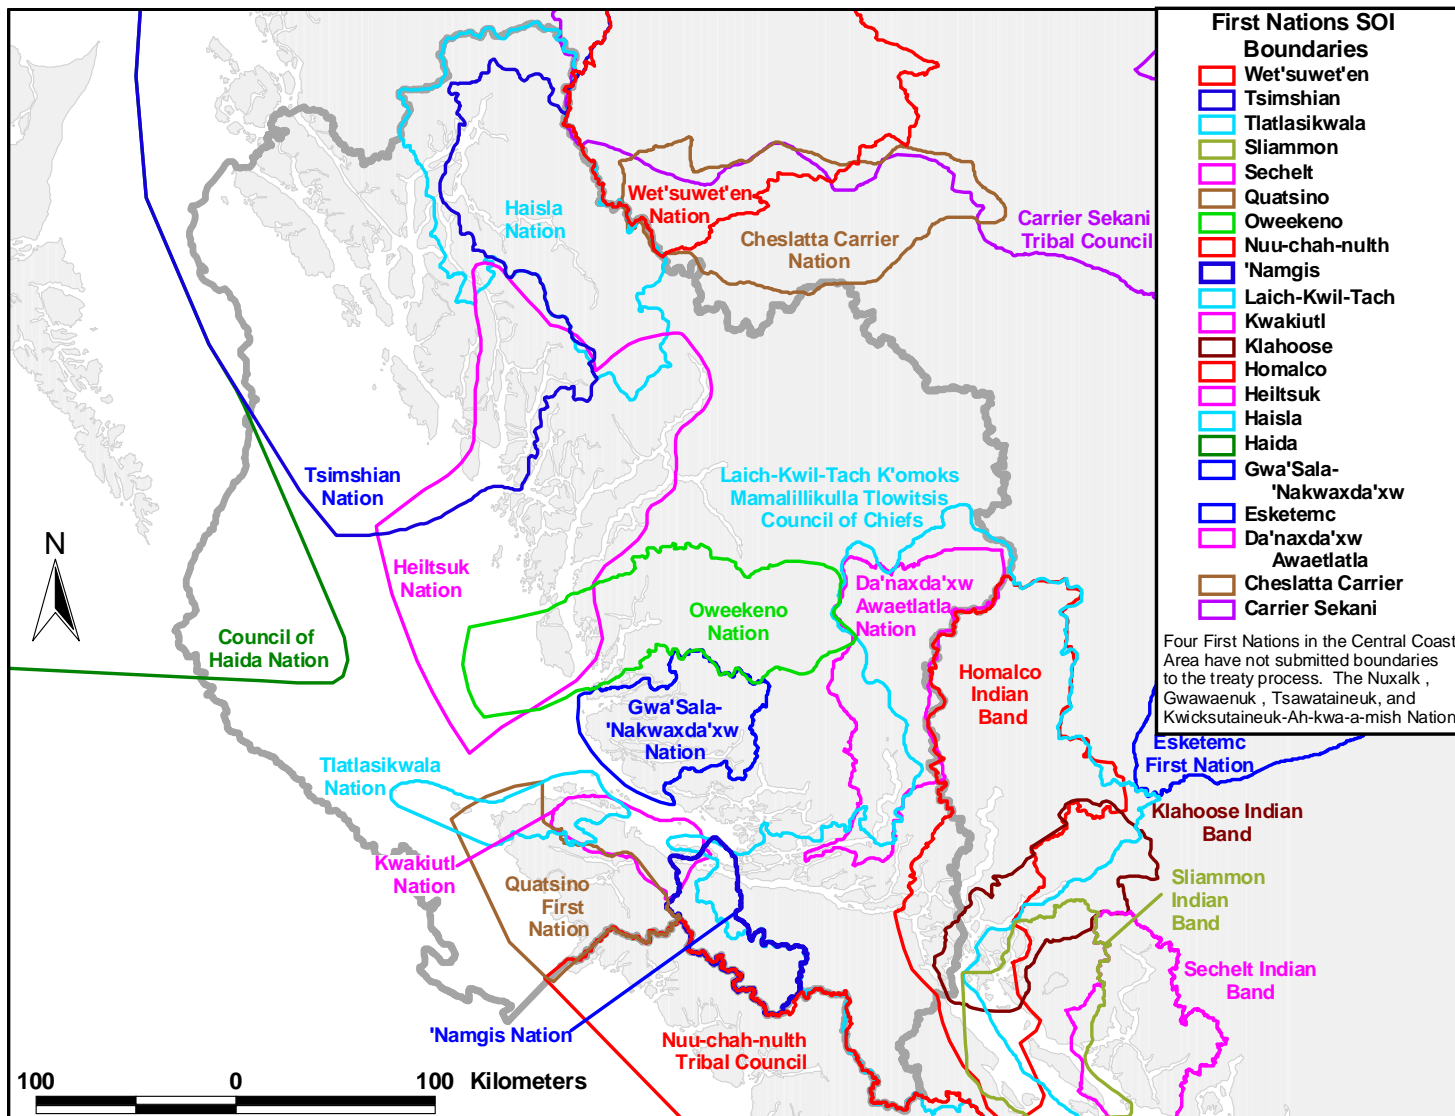 First Nations SOI
Boundaries
Wet'suwet'en
Tsimshian
Tlatlasikwala
Sliammon
Sechelt
Quatsino
Oweekeno
Nuu-chah-nulth
'Namgis
Laich-Kwil-Tach
Kwakiutl
Klahoose
Homalco
Heiltsuk
Haisla
Haida
Gwa'Sala-
'Nakwaxda'xw
Esketemc
Da'naxda'xw
Awaetlatla
Cheslatta Carrier
Carrier Sekani
Four First Nations in the Central Coast
Area have not submitted boundaries
to the treaty process. The Nuxalk ,
Gwawaenuk , Tsawataineuk, and
Kwicksutaineuk-Ah-kwa-a-mish Nation
Haisla
Nation
Wet'suwet'en
Nation
Cheslatta Carrier
Nation
Carrier Sekani
Tribal Council
Tsimshian
Nation
Laich-Kwil-Tach K'omoks
Mamalillikulla Tlowitsis
Council of Chiefs
N
Heiltsuk
Nation
Da'naxda'xw
Awaetlatla
Nation
Oweekeno
Nation
Council of
Haida Nation
Homalco
Indian
Band
Gwa'Sala-
'Nakwaxda'xw
Nation
Esketemc
First Nation
Tlatlasikwala
Nation
Klahoose Indian
Band
Kwakiutl
Nation
Quatsino
First
Nation
Sliammon
Indian
Band
Sechelt Indian
Band
'Namgis Nation
Nuu-chah-nulth
Tribal Council
100 0 100 Kilometers